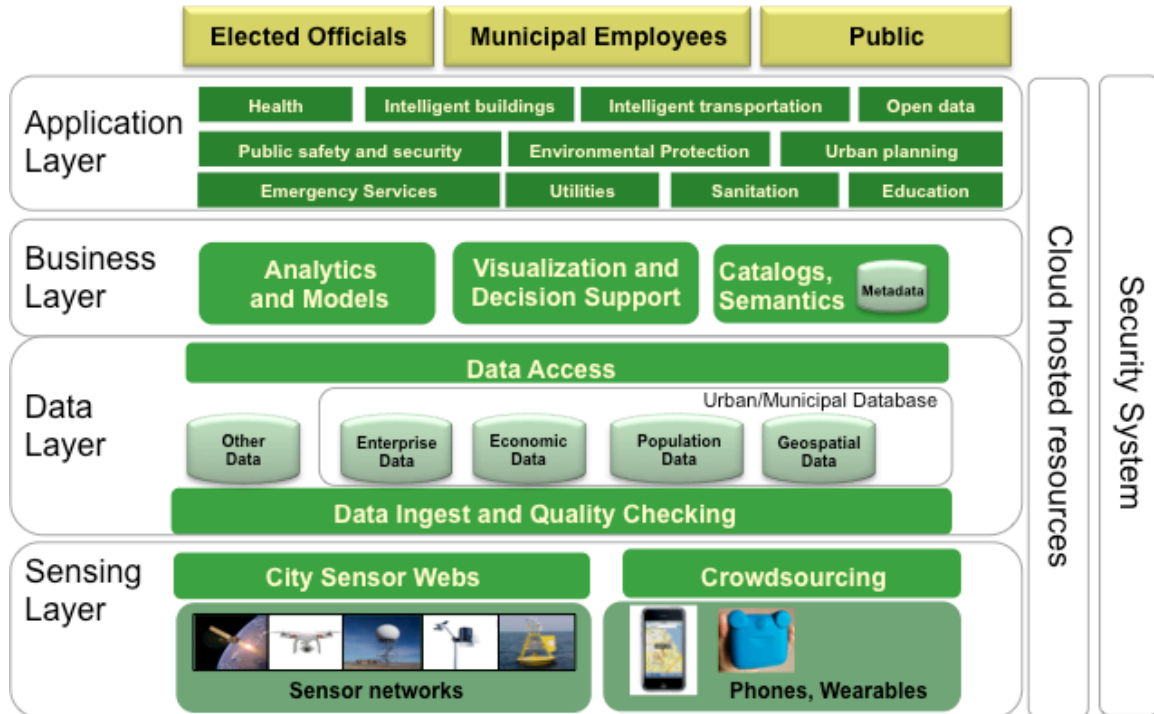 Elected Officials
Municipal Employees
Public
Application
Layer
Health
Intelligent buildings
Intelligent transportation
Open data
Public safety and security
Environmental Protection
Urban planning
Emergency Services
Utilities
Sanitation
Education
Business
Layer
Analytics
and Models
Visualization and
Decision Support
Catalogs,
Semantics
Metadata
Data
Layer
Data Access
Urban/Municipal Database
Other
Data
Enterprise
Data
Economic
Data
Population
Data
Geospatial
Data
Data Ingest and Quality Checking
Sensing
Layer
City Sensor Webs
Crowdsourcing
Sensor networks
Phones, Wearables
Cloud hosted resources
Security System